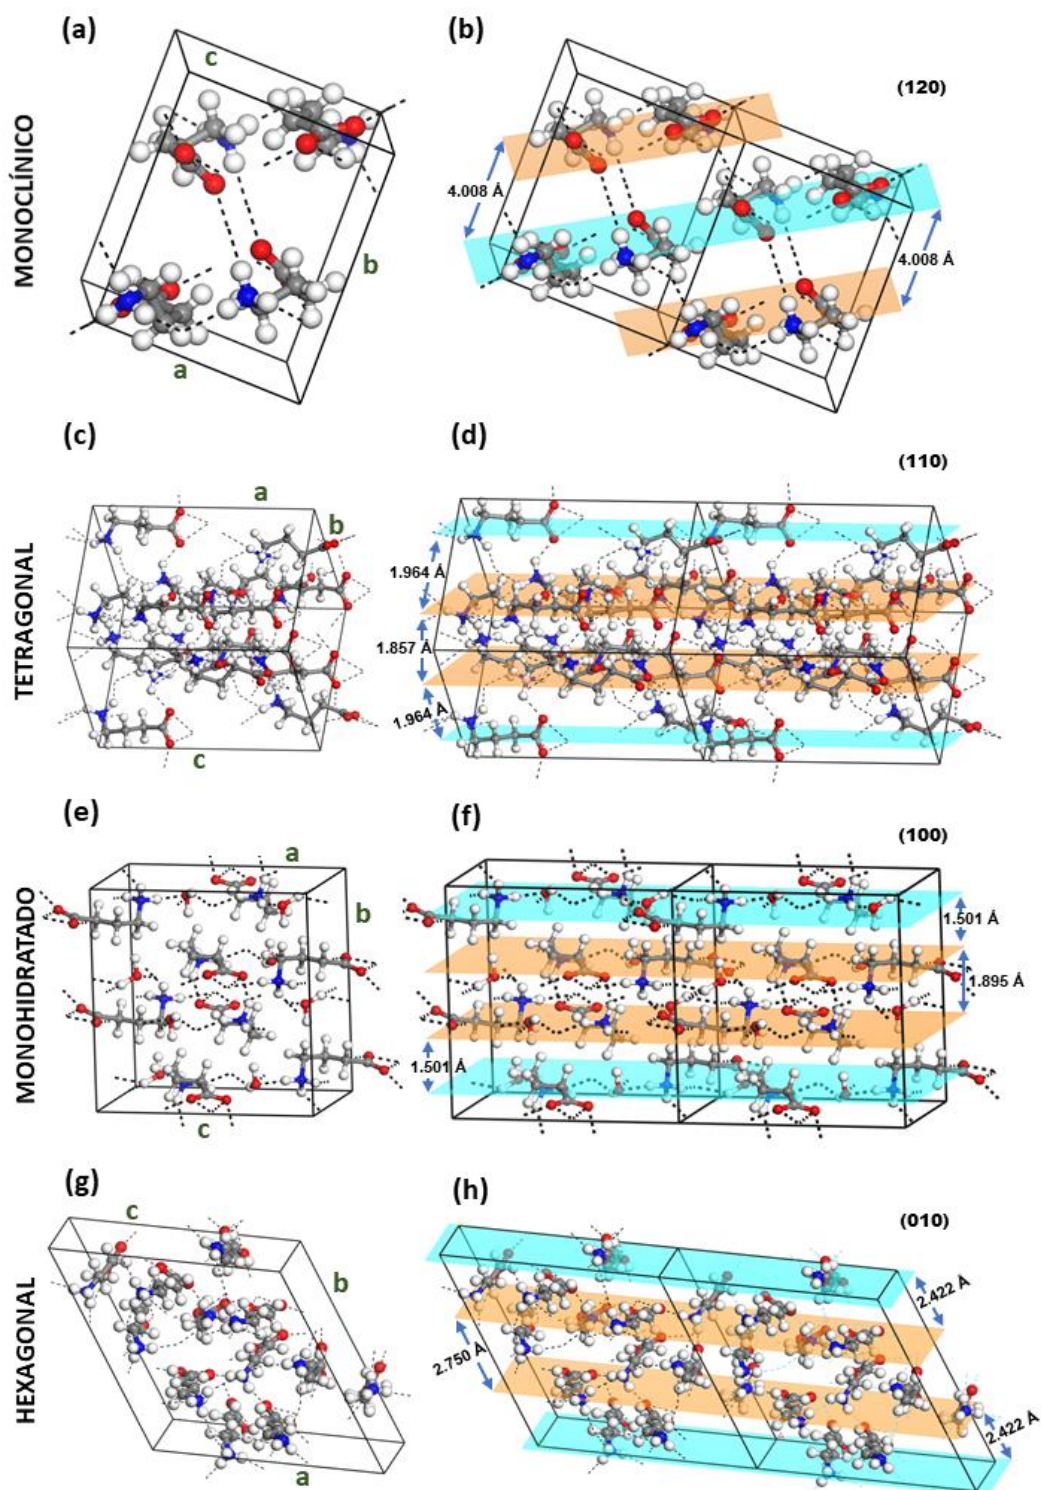 MONOCLÍNICO
(a)
c
b
a
(b)
(120)
4.008 Å
4.008 Å
TETRAGONAL
(c)
a
b
c
(d)
(110)
1.964 Å
1.857 Å
1.964 Å
MONOHIDRATADO
(e)
a
b
c
(f)
(100)
1.501 Å
1.895 Å
1.501 Å
HEXAGONAL
(g)
c
b
a
(h)
(010)
2.422 Å
2.750 Å
2.422 Å